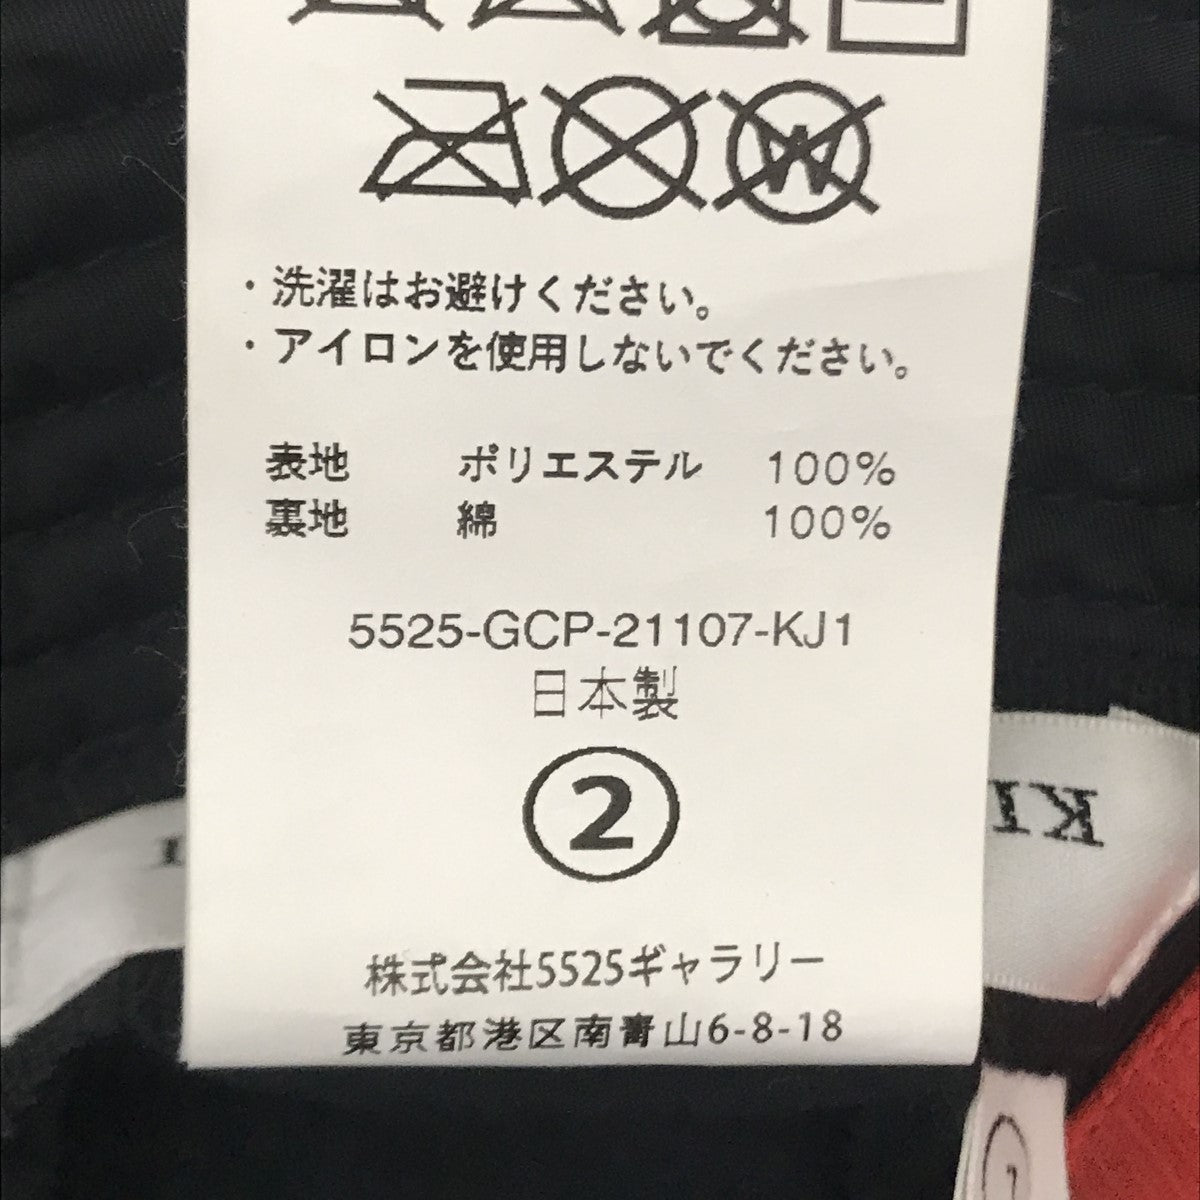 W
・洗濯はお避けください。
・アイロンを使用しないでください。
表地 ポリエステル 100%
裏地 綿 100%
5525-GCP-21107-KJ1
日本製
②
KI
株式会社5525ギャラリー
東京都港区南青山6-8-18